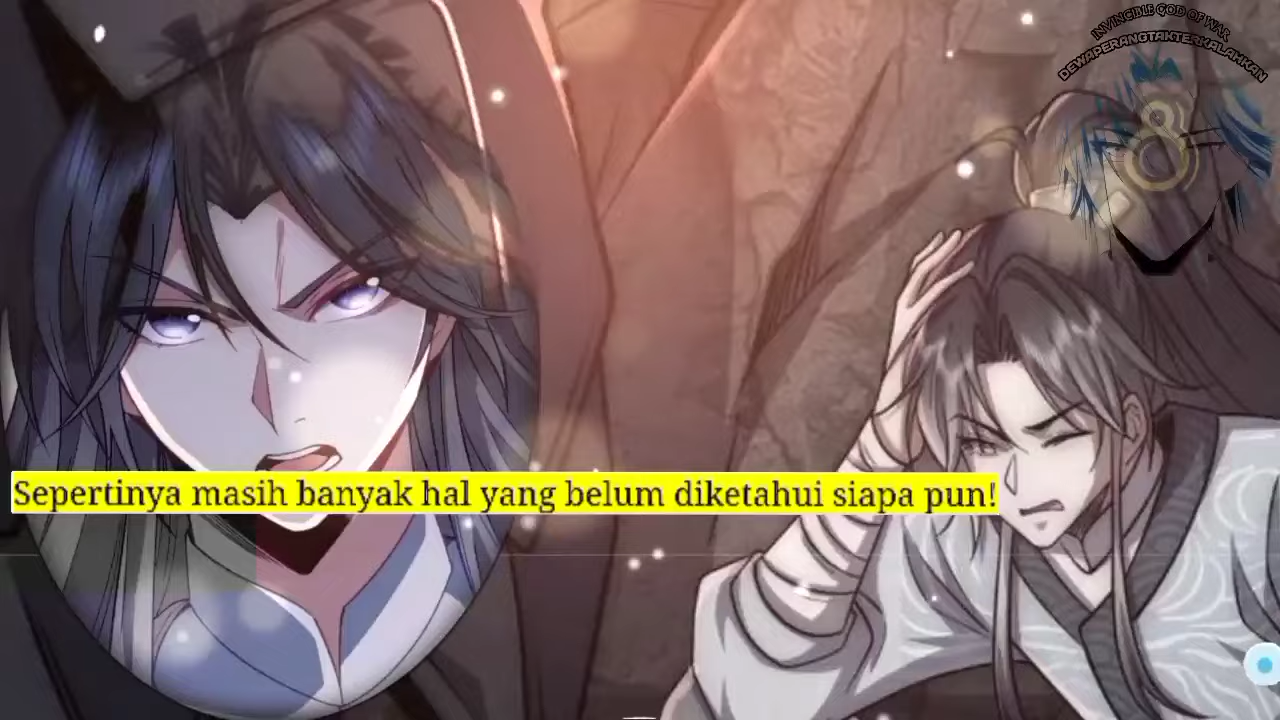 INVINCIBLE GOD OF WAR
DEWAPERANGTAKTERKALAHKAN
Sepertinya masih banyak hal yang belum diketahui siapa pun!